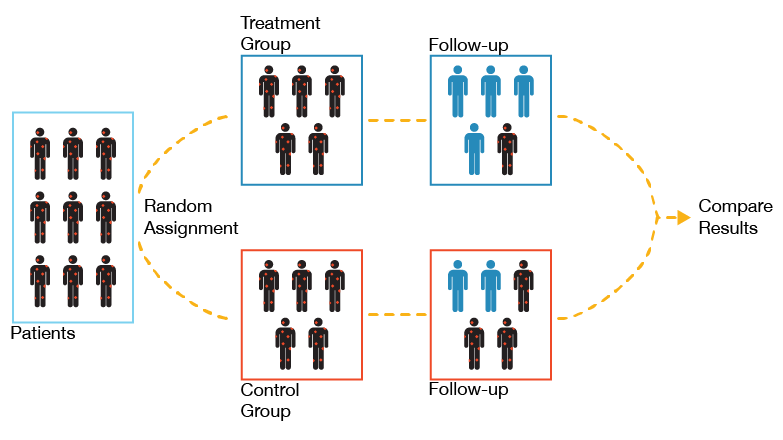 Treatment
Group
Follow-up
Patients
Random
Assignment
Compare
Results
Control
Group
Follow-up